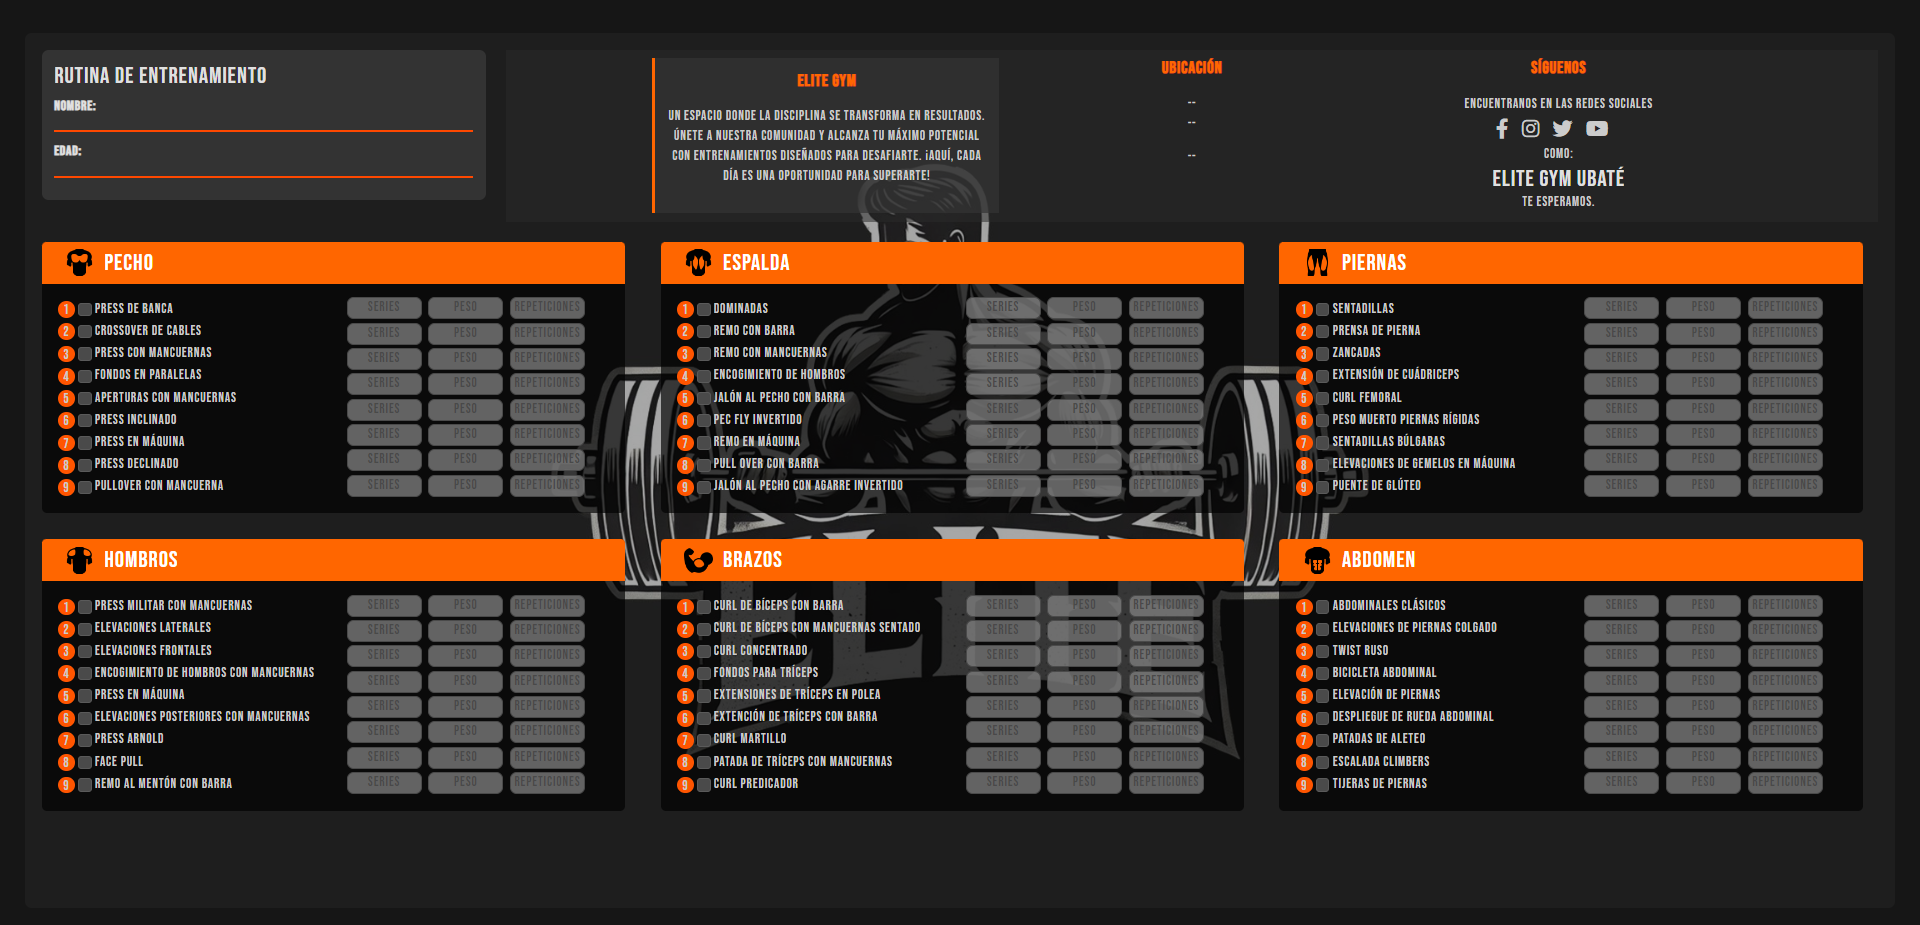 RUTINA DE ENTRENAMIENTO
NOMBRE:
EDAD:
ELITE GYM
UN ESPACIO DONDE LA DISCIPLINA SE TRANSFORMA EN RESULTADOS.
ÚNETE A NUESTRA COMUNIDAD Y ALCANZA TU MÁXIMO POTENCIAL
CON ENTRENAMIENTOS DISEÑADOS PARA DESAFIARTE. ¡AQUÍ, CADA
DÍA ES UNA OPORTUNIDAD PARA SUPERARTE!
UBICACIÓN
--
--
--
SÍGUENOS
ENCUENTRANOS EN LAS REDES SOCIALES
COMO:
ELITE GYM UBATÉ
TE ESPERAMOS.
PECHO
1 PRESS DE BANCA
2 CROSSOVER DE CABLES
3 PRESS CON MANCUERNAS
4 FONDOS EN PARALELAS
5 APERTURAS CON MANCUERNAS
6 PRESS INCLINADO
7 PRESS EN MÁQUINA
8 PRESS DECLINADO
9 PULLOVER CON MANCUERNA
SERIES PESO REPETICIONES
SERIES PESO REPETICIONES
SERIES PESO REPETICIONES
SERIES PESO REPETICIONES
SERIES PESO REPETICIONES
SERIES PESO REPETICIONES
SERIES PESO REPETICIONES
SERIES PESO REPETICIONES
ESPALDA
1 DOMINADAS
2 REMO CON BARRA
3 REMO CON MANCUERNAS
4 ENCOGIMIENTO DE HOMBROS
5 JALÓN AL PECHO CON BARRA
6 PEC FLY INVERTIDO
7 REMO EN MÁQUINA
8 PULL OVER CON BARRA
9 JALÓN AL PECHO CON AGARRE INVERTIDO
SERIES PESO REPETICIONES
SERIES PESO REPETICIONES
SERIES PESO REPETICIONES
SERIES PESO REPETICIONES
SERIES PESO REPETICIONES
SERIES PESO REPETICIONES
SERIES PESO REPETICIONES
SERIES PESO REPETICIONES
PIERNAS
1 SENTADILLAS
2 PRENSA DE PIERNA
3 ZANCADAS
4 EXTENSIÓN DE CUÁDRICEPS
5 CURL FEMORAL
6 PESO MUERTO PIERNAS RÍGIDAS
7 SENTADILLAS BÚLGARAS
8 ELEVACIONES DE GEMELOS EN MÁQUINA
9 PUENTE DE GLÚTEO
SERIES PESO REPETICIONES
SERIES PESO REPETICIONES
SERIES PESO REPETICIONES
SERIES PESO REPETICIONES
SERIES PESO REPETICIONES
SERIES PESO REPETICIONES
SERIES PESO REPETICIONES
SERIES PESO REPETICIONES
HOMBROS
1 PRESS MILITAR CON MANCUERNAS
2 ELEVACIONES LATERALES
3 ELEVACIONES FRONTALES
4 ENCOGIMIENTO DE HOMBROS CON MANCUERNAS
5 PRESS EN MÁQUINA
6 ELEVACIONES POSTERIORES CON MANCUERNAS
7 PRESS ARNOLD
8 FACE PULL
9 REMO AL MENTÓN CON BARRA
SERIES PESO REPETICIONES
SERIES PESO REPETICIONES
SERIES PESO REPETICIONES
SERIES PESO REPETICIONES
SERIES PESO REPETICIONES
SERIES PESO REPETICIONES
SERIES PESO REPETICIONES
SERIES PESO REPETICIONES
BRAZOS
1 CURL DE BÍCEPS CON BARRA
2 CURL DE BÍCEPS CON MANCUERNAS SENTADO
3 CURL CONCENTRADO
4 FONDOS PARA TRÍCEPS
5 EXTENSIONES DE TRÍCEPS EN POLEA
6 EXTENCIÓN DE TRÍCEPS CON BARRA
7 CURL MARTILLO
8 PATADA DE TRÍCEPS CON MANCUERNAS
9 CURL PREDICADOR
SERIES PESO REPETICIONES
SERIES PESO REPETICIONES
SERIES PESO REPETICIONES
SERIES PESO REPETICIONES
SERIES PESO REPETICIONES
SERIES PESO REPETICIONES
SERIES PESO REPETICIONES
SERIES PESO REPETICIONES
ABDOMEN
1 ABDOMINALES CLÁSICOS
2 ELEVACIONES DE PIERNAS COLGADO
3 TWIST RUSO
4 BICICLETA ABDOMINAL
5 ELEVACIÓN DE PIERNAS
6 DESPLIEGUE DE RUEDA ABDOMINAL
7 PATADAS DE ALETEO
8 ESCALADA CLIMBERS
9 TIJERAS DE PIERNAS
SERIES PESO REPETICIONES
SERIES PESO REPETICIONES
SERIES PESO REPETICIONES
SERIES PESO REPETICIONES
SERIES PESO REPETICIONES
SERIES PESO REPETICIONES
SERIES PESO REPETICIONES
SERIES PESO REPETICIONES
ELITE